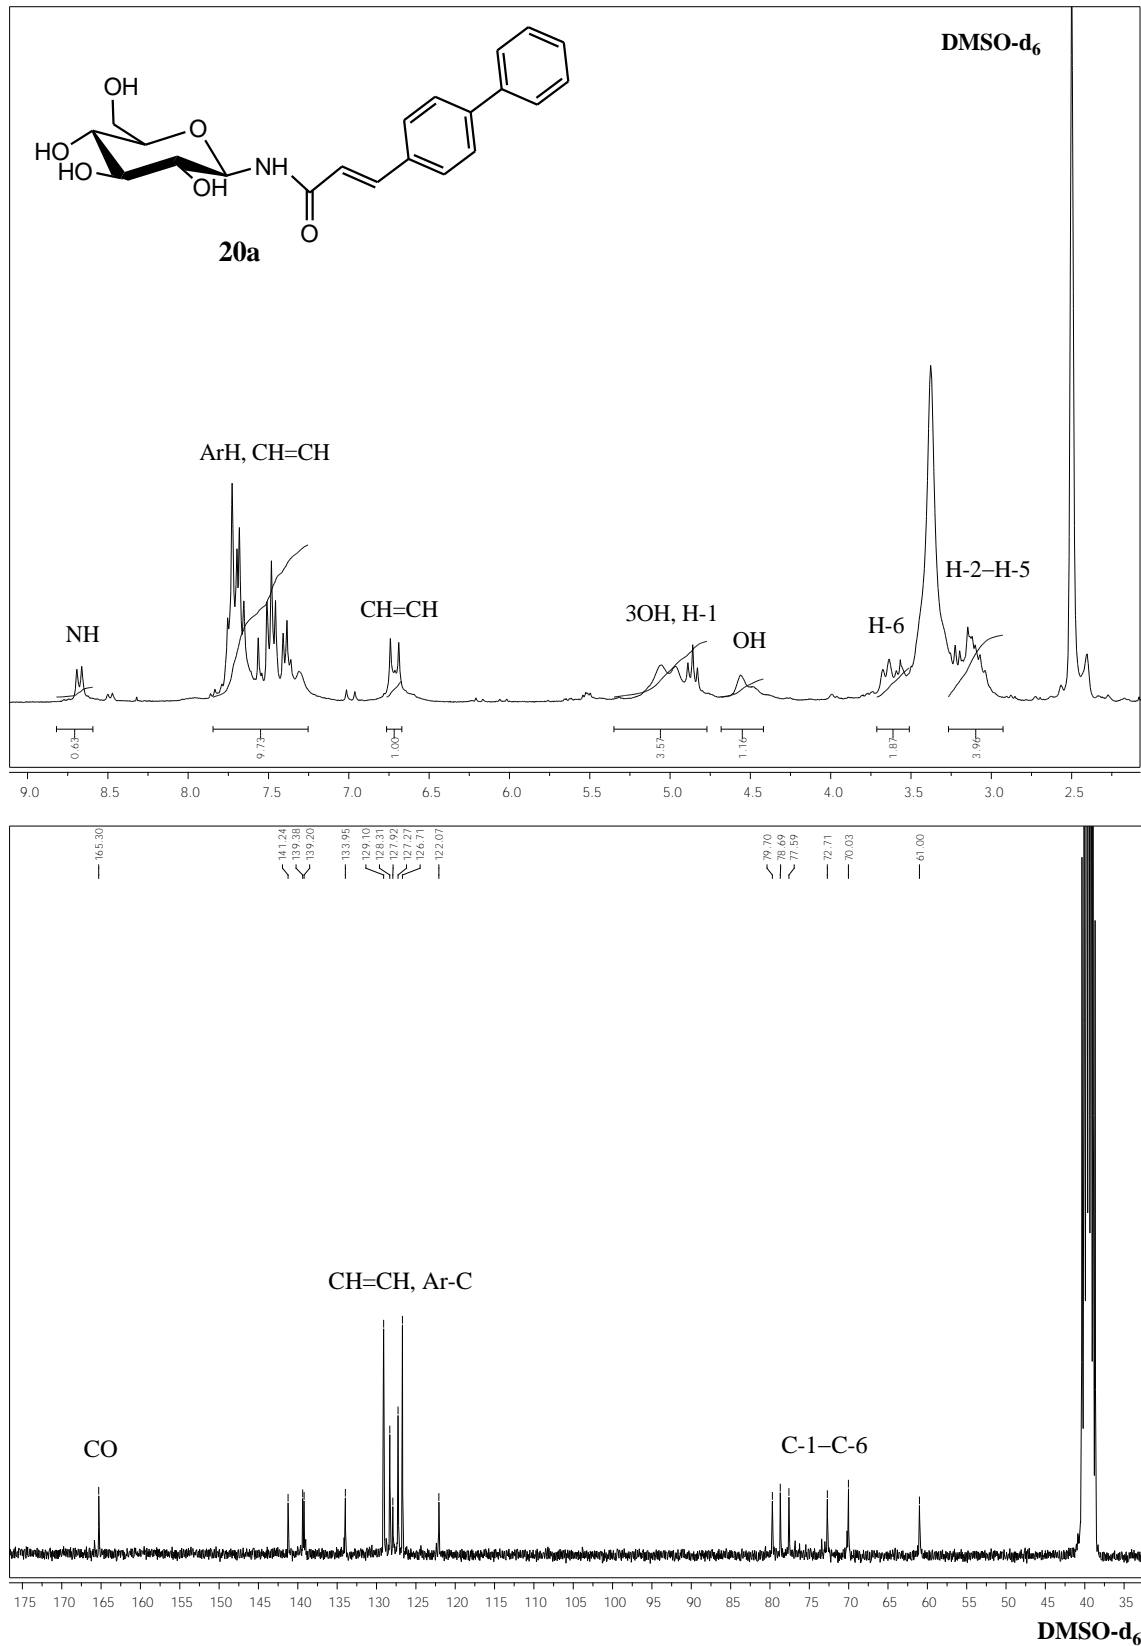 DMSO-d6
OH
O
HO
HO
OH
NH
O
20a
ArH, CH=CH
NH
CH=CH
3OH, H-1
OH
H-6
H-2–H-5
0.63
9.73
1.00
3.57
1.16
1.87
3.96
9.0 8.5 8.0 7.5 7.0 6.5 6.0 5.5 5.0 4.5 4.0 3.5 3.0 2.5
165.30
141.24
139.38
139.20
133.95
129.10
128.31
127.92
127.27
126.71
122.07
79.70
78.69
77.59
72.71
70.03
61.00
CH=CH, Ar-C
CO
C-1–C-6
175 170 165 160 155 150 145 140 135 130 125 120 115 110 105 100 95 90 85 80 75 70 65 60 55 50 45 40 35
DMSO-d6